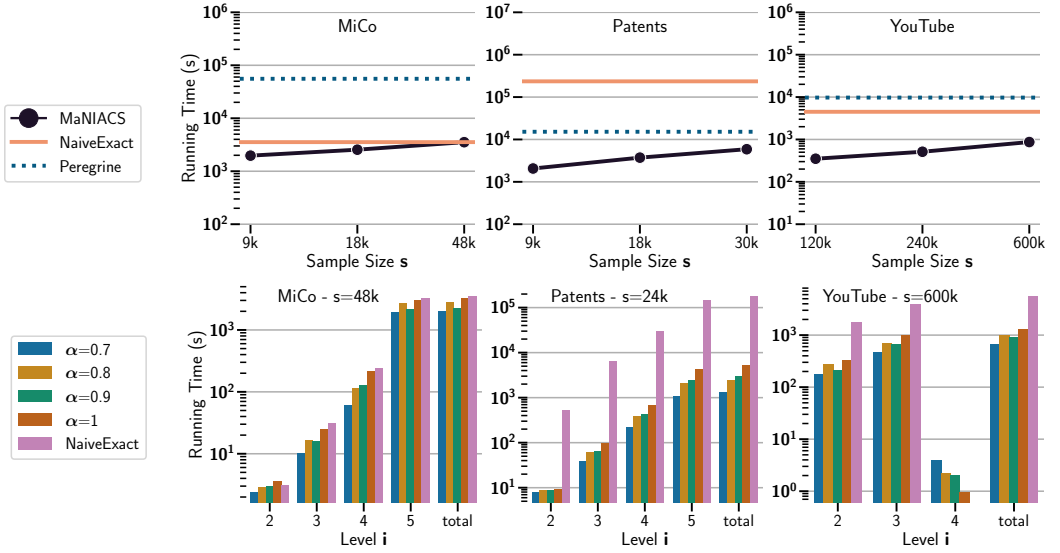 MaNIACS
NaiveExact
Peregrine
Running Time (s)
MiCo
10⁶
10⁵
10⁴
10³
10²
9k 18k 48k
Sample Size s
Patents
10⁷
10⁶
10⁵
10⁴
10³
10²
9k 18k 30k
Sample Size s
YouTube
10⁶
10⁵
10⁴
10³
10²
10¹
120k 240k 600k
Sample Size s
α=0.7
α=0.8
α=0.9
α=1
NaiveExact
Running Time (s)
MiCo - s=48k
10³
10²
10¹
2 3 4 5 total
Level i
Patents - s=24k
10⁵
10⁴
10³
10²
10¹
2 3 4 5 total
Level i
YouTube - s=600k
10³
10²
10¹
10⁰
2 3 4 total
Level i